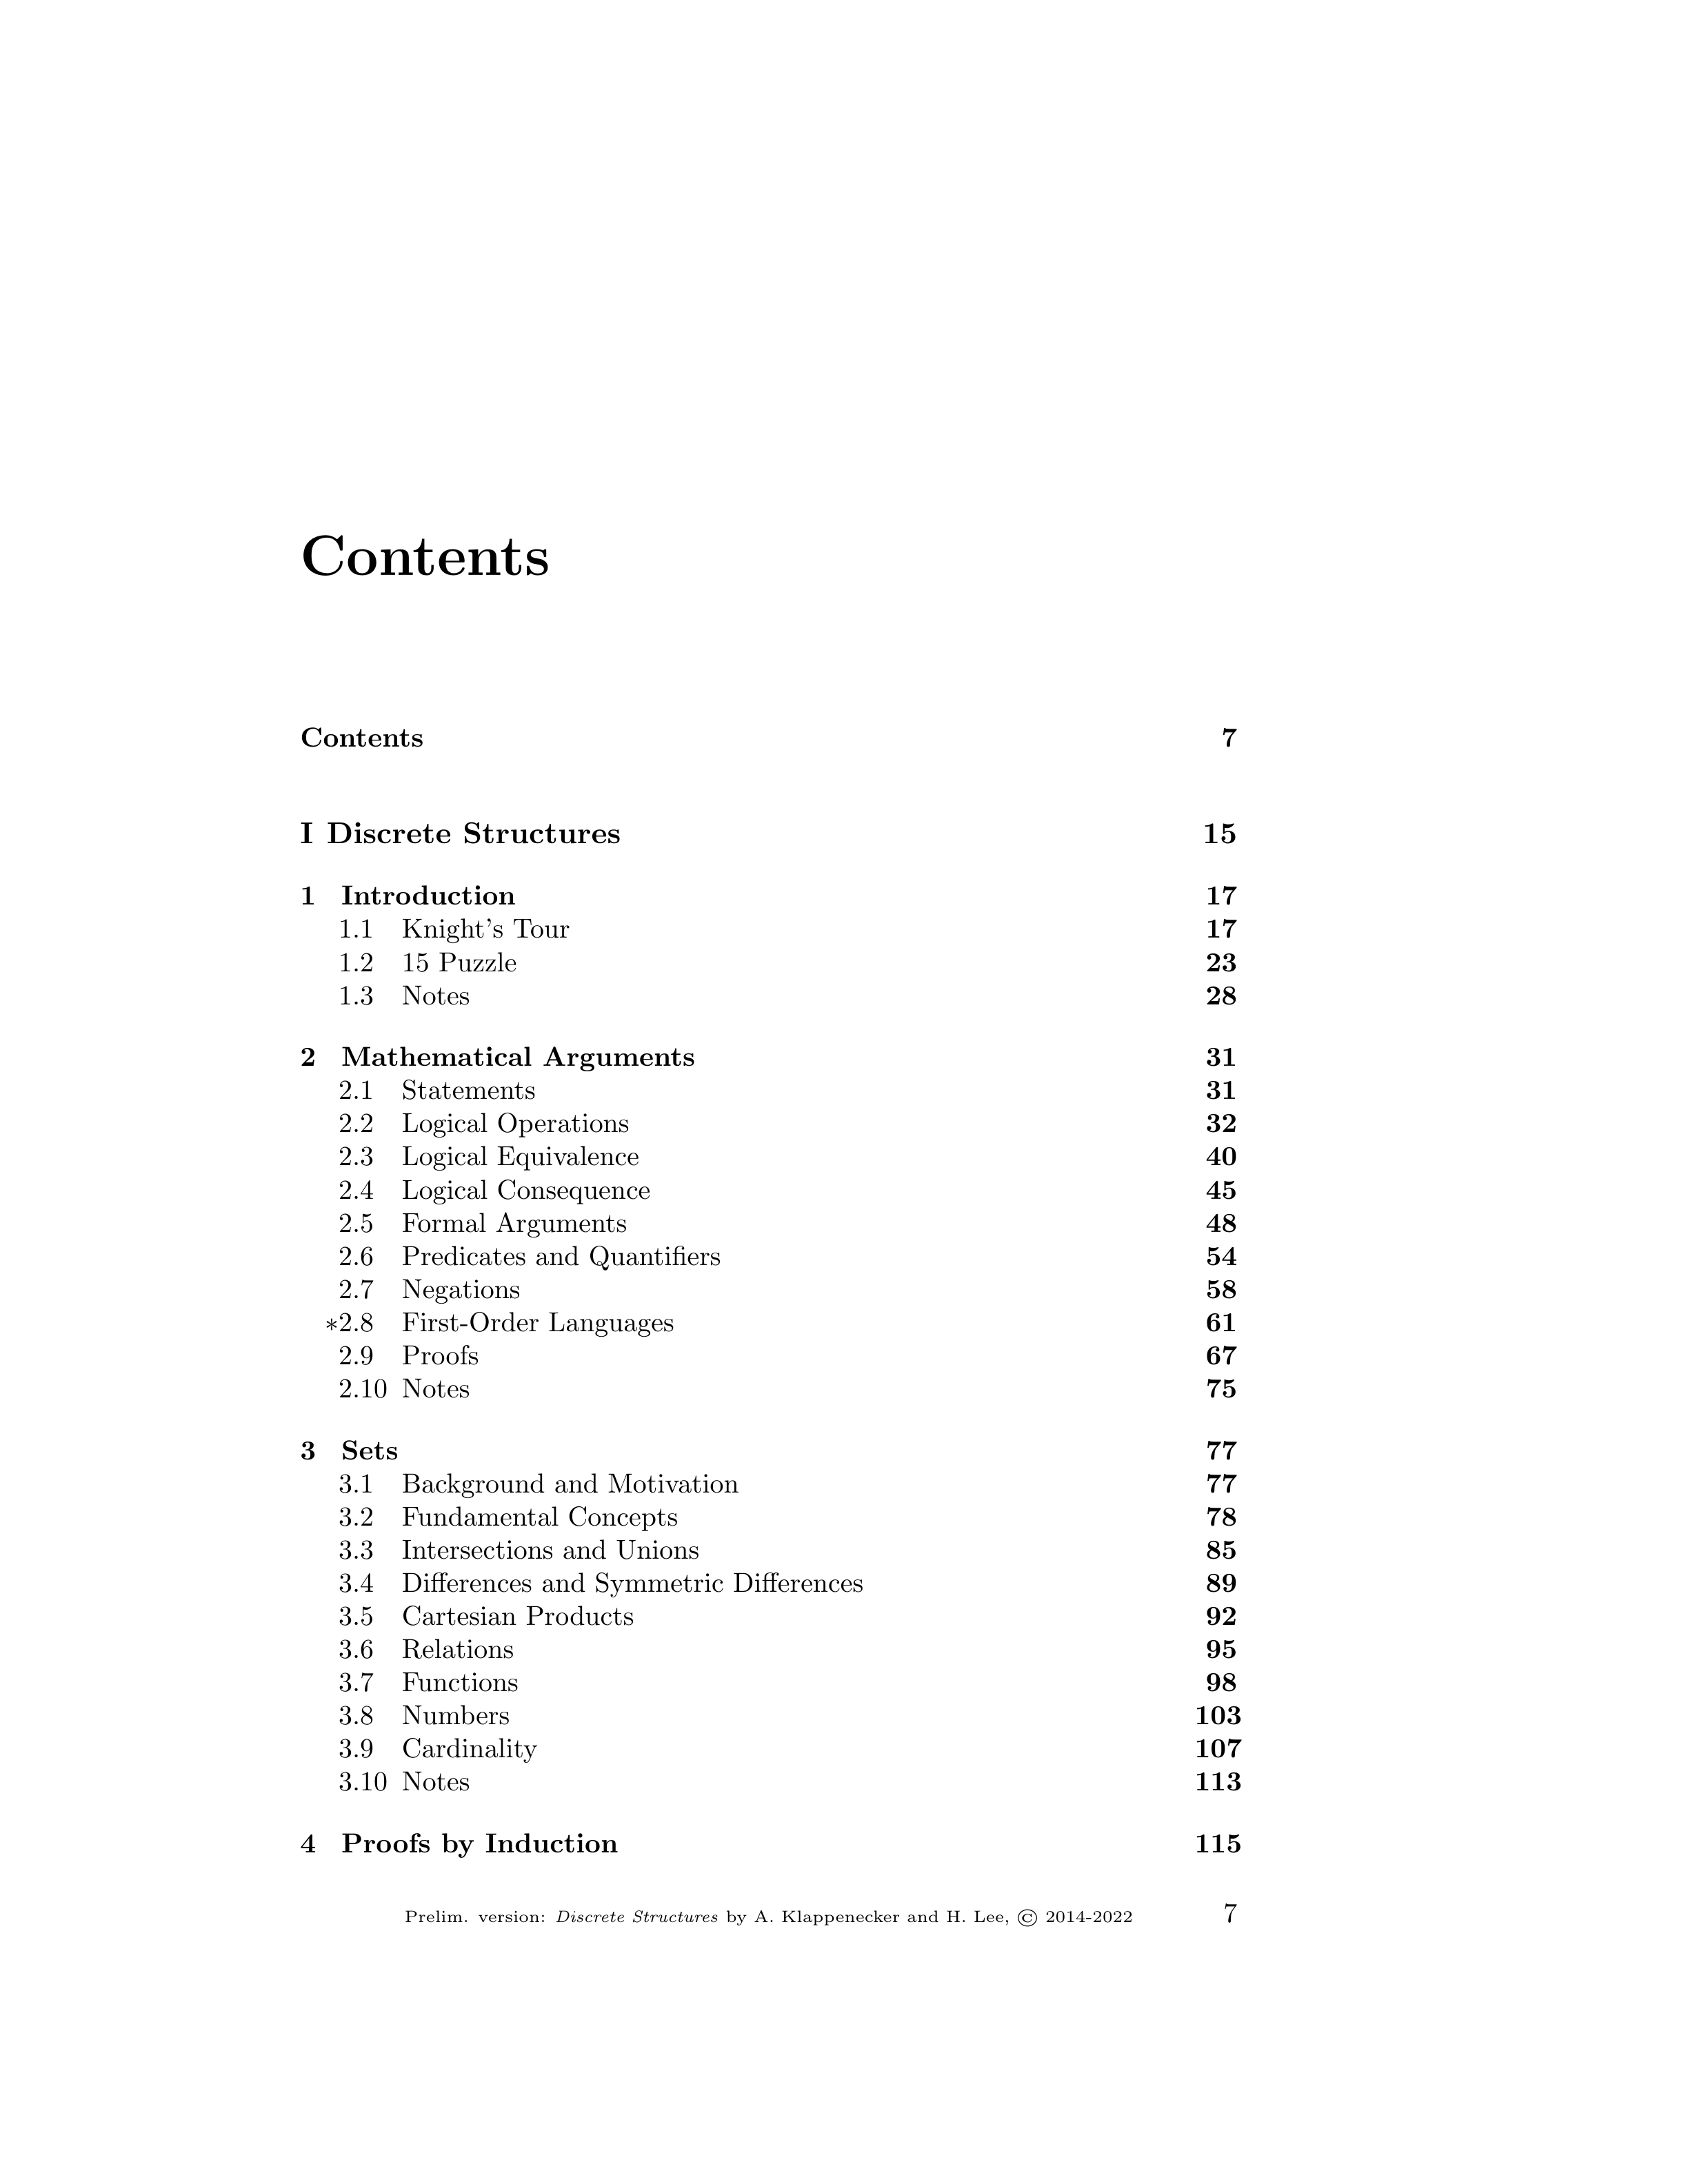 Contents
Contents 7
I Discrete Structures 15
1 Introduction 17
1.1 Knight's Tour 17
1.2 15 Puzzle 23
1.3 Notes 28
2 Mathematical Arguments 31
2.1 Statements 31
2.2 Logical Operations 32
2.3 Logical Equivalence 40
2.4 Logical Consequence 45
2.5 Formal Arguments 48
2.6 Predicates and Quantifiers 54
2.7 Negations 58
*2.8 First-Order Languages 61
2.9 Proofs 67
2.10 Notes 75
3 Sets 77
3.1 Background and Motivation 77
3.2 Fundamental Concepts 78
3.3 Intersections and Unions 85
3.4 Differences and Symmetric Differences 89
3.5 Cartesian Products 92
3.6 Relations 95
3.7 Functions 98
3.8 Numbers 103
3.9 Cardinality 107
3.10 Notes 113
4 Proofs by Induction 115
Prelim. version: Discrete Structures by A. Klappenecker and H. Lee, © 2014-2022 7